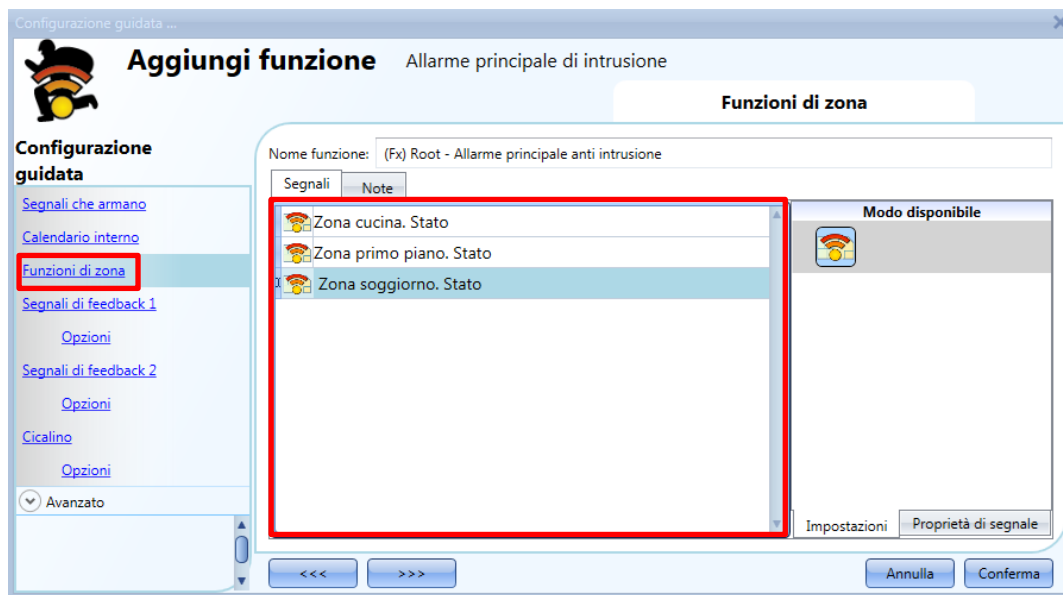 Configurazione guidata ...
Aggiungi funzione Allarme principale di intrusione
Funzioni di zona
Configurazione
guidata
Segnali che armano
Calendario interno
Funzioni di zona
Segnali di feedback 1
Opzioni
Segnali di feedback 2
Opzioni
Cicalino
Opzioni
Avanzato
Nome funzione: (Fx) Root - Allarme principale anti intrusione
Segnali Note
Zona cucina. Stato
Zona primo piano. Stato
Zona soggiorno. Stato
Modo disponibile
Impostazioni Proprietà di segnale
<<< >>> Annulla Conferma